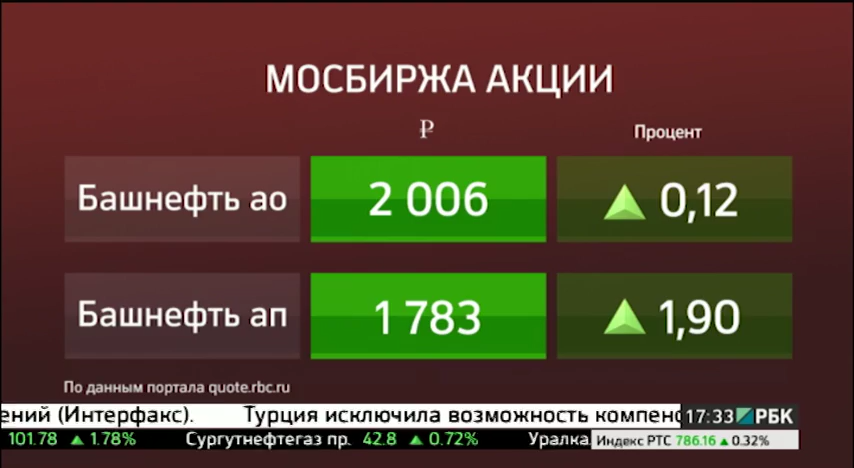 МОСБИРЖА АКЦИИ
₽ Процент
Башнефть ао 2 006 0,12
Башнефть ап 1 783 1,90
По данным портала quote.rbc.ru
ений (Интерфакс). Турция исключила возможность компенс 17:33 РБК
101.78 ▲ 1.78% Сургутнефтегаз пр. 42.8 ▲ 0.72% Уралка Индекс РТС 786.16 ▲ 0.32%